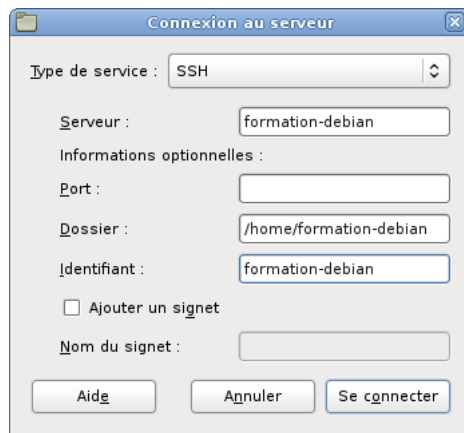 Connexion au serveur
Type de service : SSH
Serveur : formation-debian
Informations optionnelles :
Port :
Dossier : /home/formation-debian
Identifiant : formation-debian
Ajouter un signet
Nom du signet :
Aide Annuler Se connecter